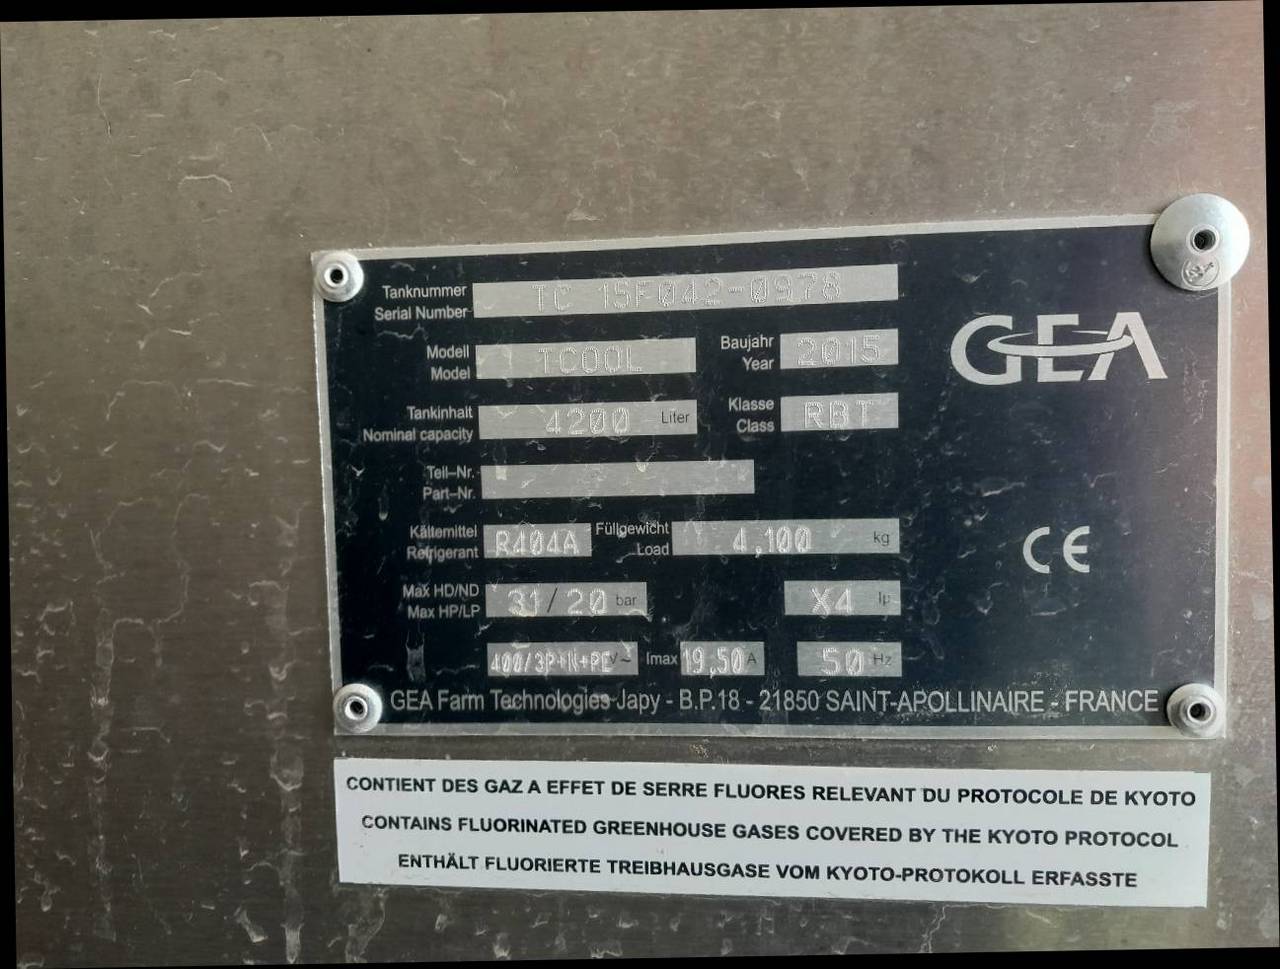 Tanknummer
Serial Number TC 15F042-0978
GEA
Modell
Model TCOOL
Baujahr
Year 2015
Tankinhalt
Nominal capacity 4200 Liter
Klasse
Class RBT
Teil-Nr.
Part-Nr.
Kältemittel
Refrigerant R404A
Füllgewicht
Load 4,100 kg
CE
Max HD/ND
Max HP/LP 31/20 bar
X4 Ip
400/3P+N+PE V~ Imax 19,50 A 50 Hz
GEA Farm Technologies-Japy - B.P.18 - 21850 SAINT-APOLLINAIRE - FRANCE
CONTIENT DES GAZ A EFFET DE SERRE FLUORES RELEVANT DU PROTOCOLE DE KYOTO
CONTAINS FLUORINATED GREENHOUSE GASES COVERED BY THE KYOTO PROTOCOL
ENTHÄLT FLUORIERTE TREIBHAUSGASE VOM KYOTO-PROTOKOLL ERFASSTE